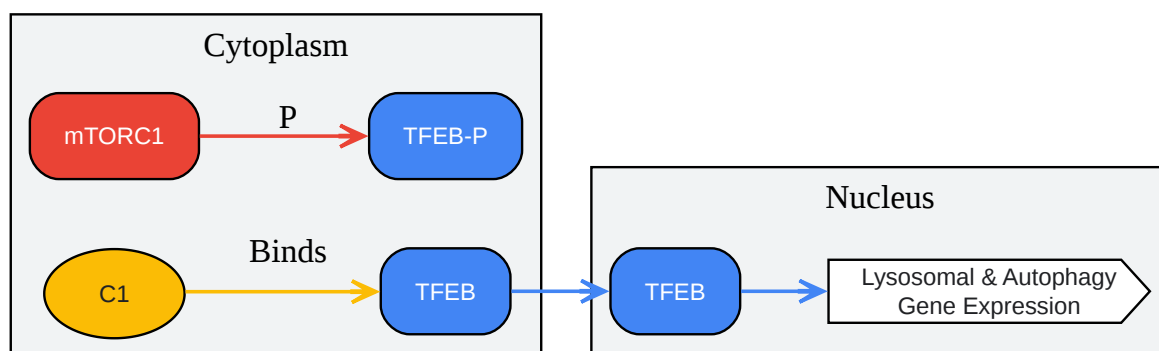 Cytoplasm
mTORC1
P
TFEB-P
Nucleus
C1
Binds
TFEB
TFEB
Lysosomal & Autophagy
Gene Expression